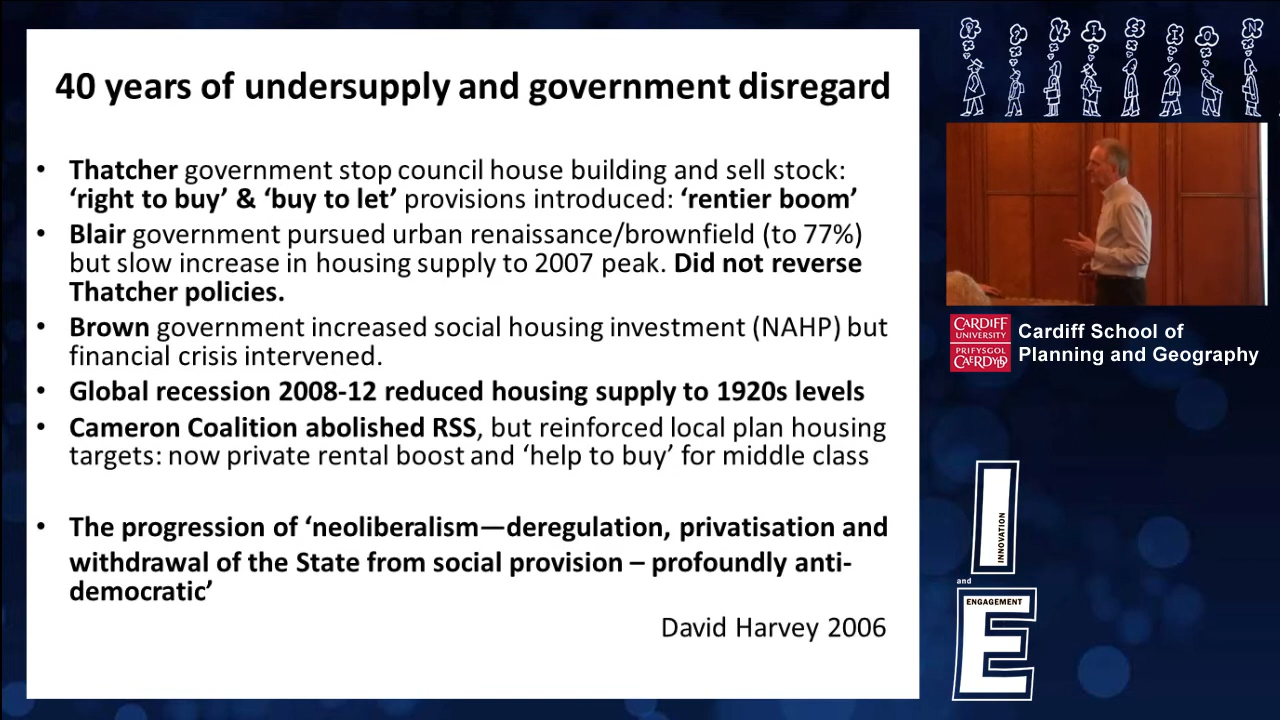 40 years of undersupply and government disregard
• Thatcher government stop council house building and sell stock:
‘right to buy’ & ‘buy to let’ provisions introduced: ‘rentier boom’
• Blair government pursued urban renaissance/brownfield (to 77%)
but slow increase in housing supply to 2007 peak. Did not reverse
Thatcher policies.
• Brown government increased social housing investment (NAHP) but
financial crisis intervened.
• Global recession 2008-12 reduced housing supply to 1920s levels
• Cameron Coalition abolished RSS, but reinforced local plan housing
targets: now private rental boost and ‘help to buy’ for middle class
• The progression of ‘neoliberalism—deregulation, privatisation and
withdrawal of the State from social provision – profoundly anti-
democratic’
David Harvey 2006
CARDIFF
UNIVERSITY
PRIFYSGOL
CAERDYDD
Cardiff School of
Planning and Geography
I
INNOVATION
and
ENGAGEMENT
E